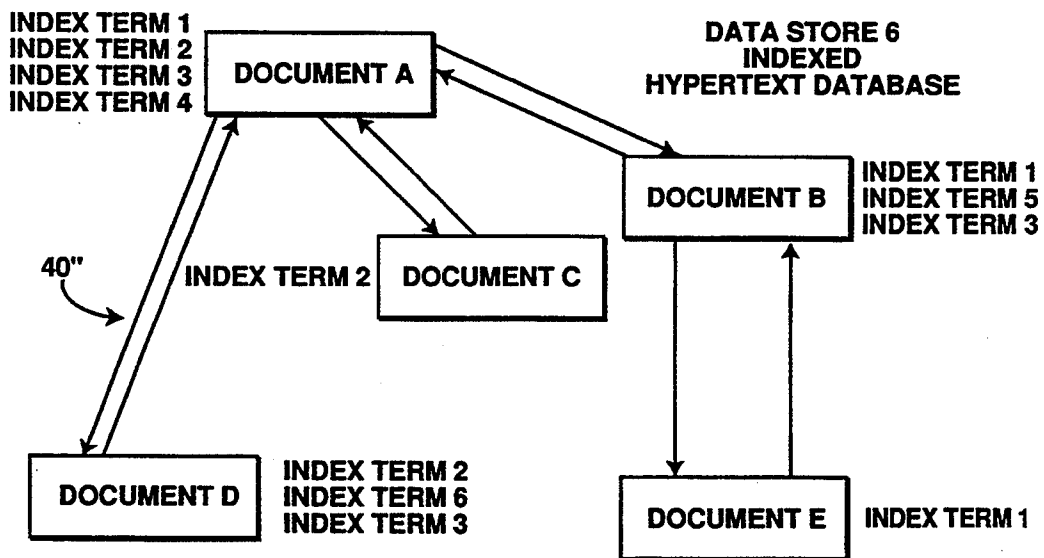 INDEX TERM 1
INDEX TERM 2
INDEX TERM 3
INDEX TERM 4
DOCUMENT A
DATA STORE 6
INDEXED
HYPERTEXT DATABASE
DOCUMENT B
INDEX TERM 1
INDEX TERM 5
INDEX TERM 3
40"
INDEX TERM 2
DOCUMENT C
DOCUMENT D
INDEX TERM 2
INDEX TERM 6
INDEX TERM 3
DOCUMENT E
INDEX TERM 1